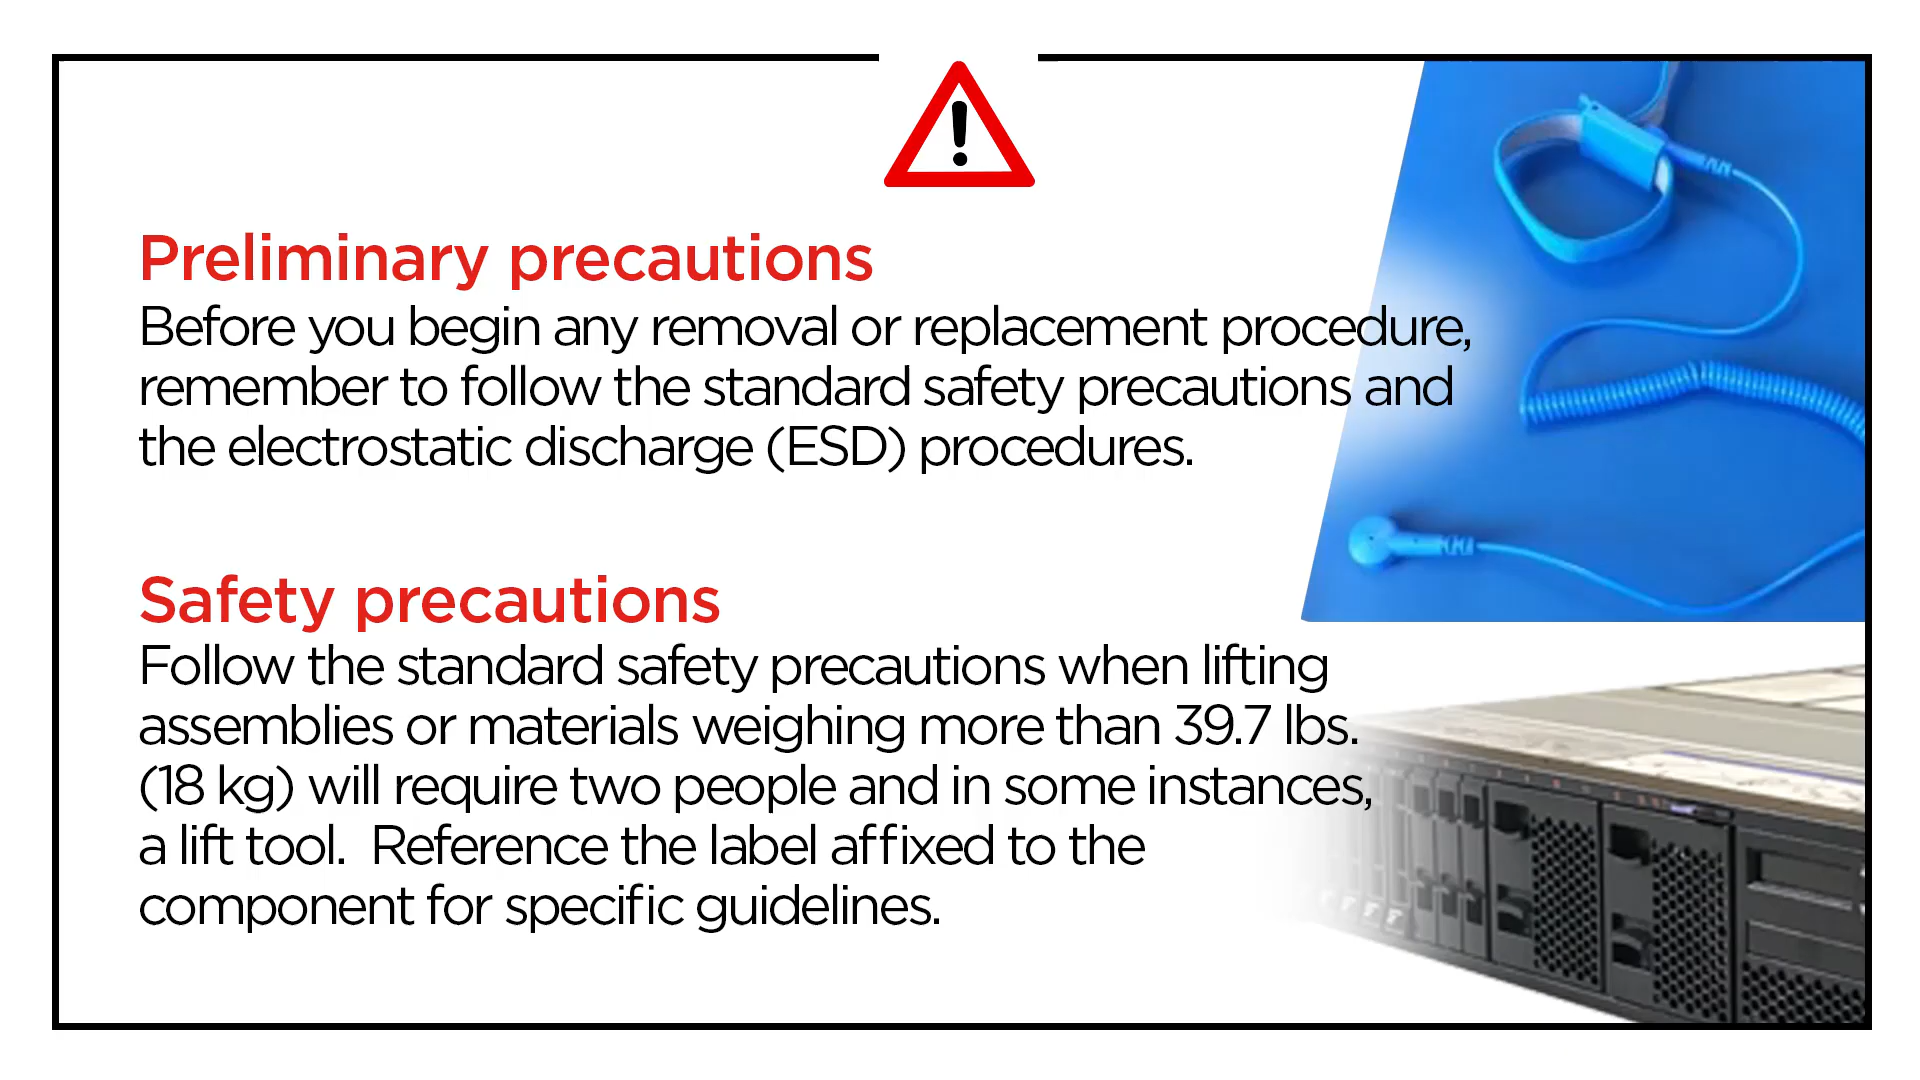 Preliminary precautions
Before you begin any removal or replacement procedure,
remember to follow the standard safety precautions and
the electrostatic discharge (ESD) procedures.
Safety precautions
Follow the standard safety precautions when lifting
assemblies or materials weighing more than 39.7 lbs.
(18 kg) will require two people and in some instances,
a lift tool.  Reference the label affixed to the
component for specific guidelines.